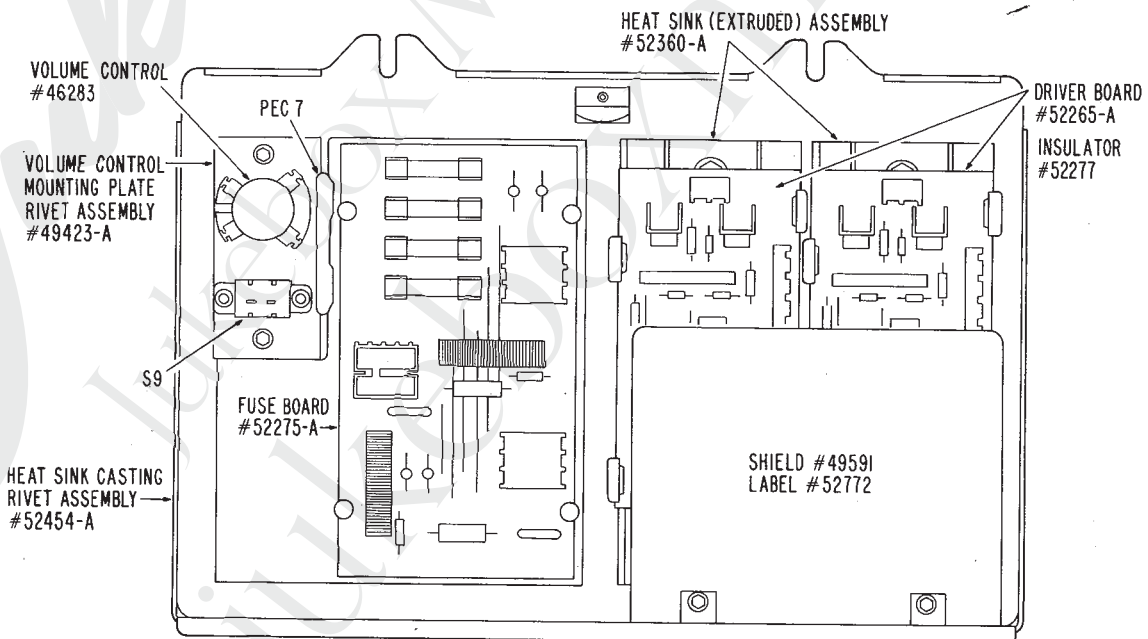 HEAT SINK (EXTRUDED) ASSEMBLY
#52360-A
VOLUME CONTROL
#46283
PEC 7
DRIVER BOARD
#52265-A
INSULATOR
#52277
VOLUME CONTROL
MOUNTING PLATE
RIVET ASSEMBLY
#49423-A
S9
FUSE BOARD
#52275-A
HEAT SINK CASTING
RIVET ASSEMBLY
#52454-A
SHIELD #49591
LABEL #52772